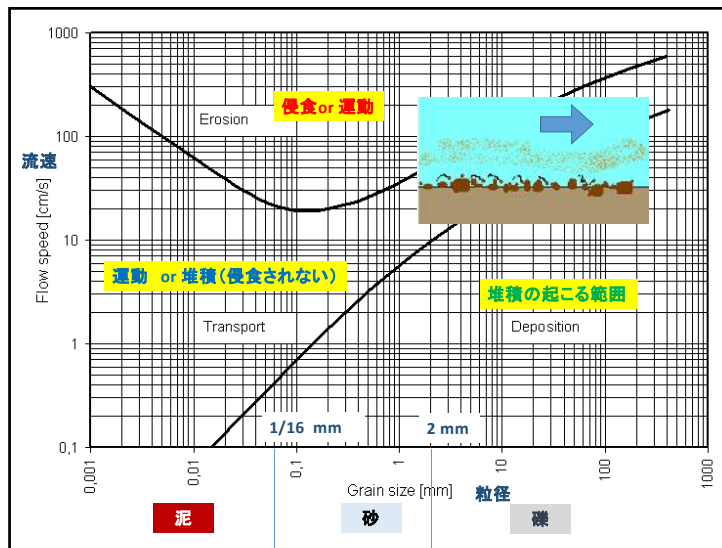 1000
100
10
1
0,1
流速
Flow speed [cm/s]
Erosion
侵食or 運動
運動 or 堆積(侵食されない)
堆積の起こる範囲
Transport
Deposition
1/16 mm
2 mm
0,001
0,01
0,1
1
10
100
1000
Grain size [mm]
粒径
泥
砂
礫